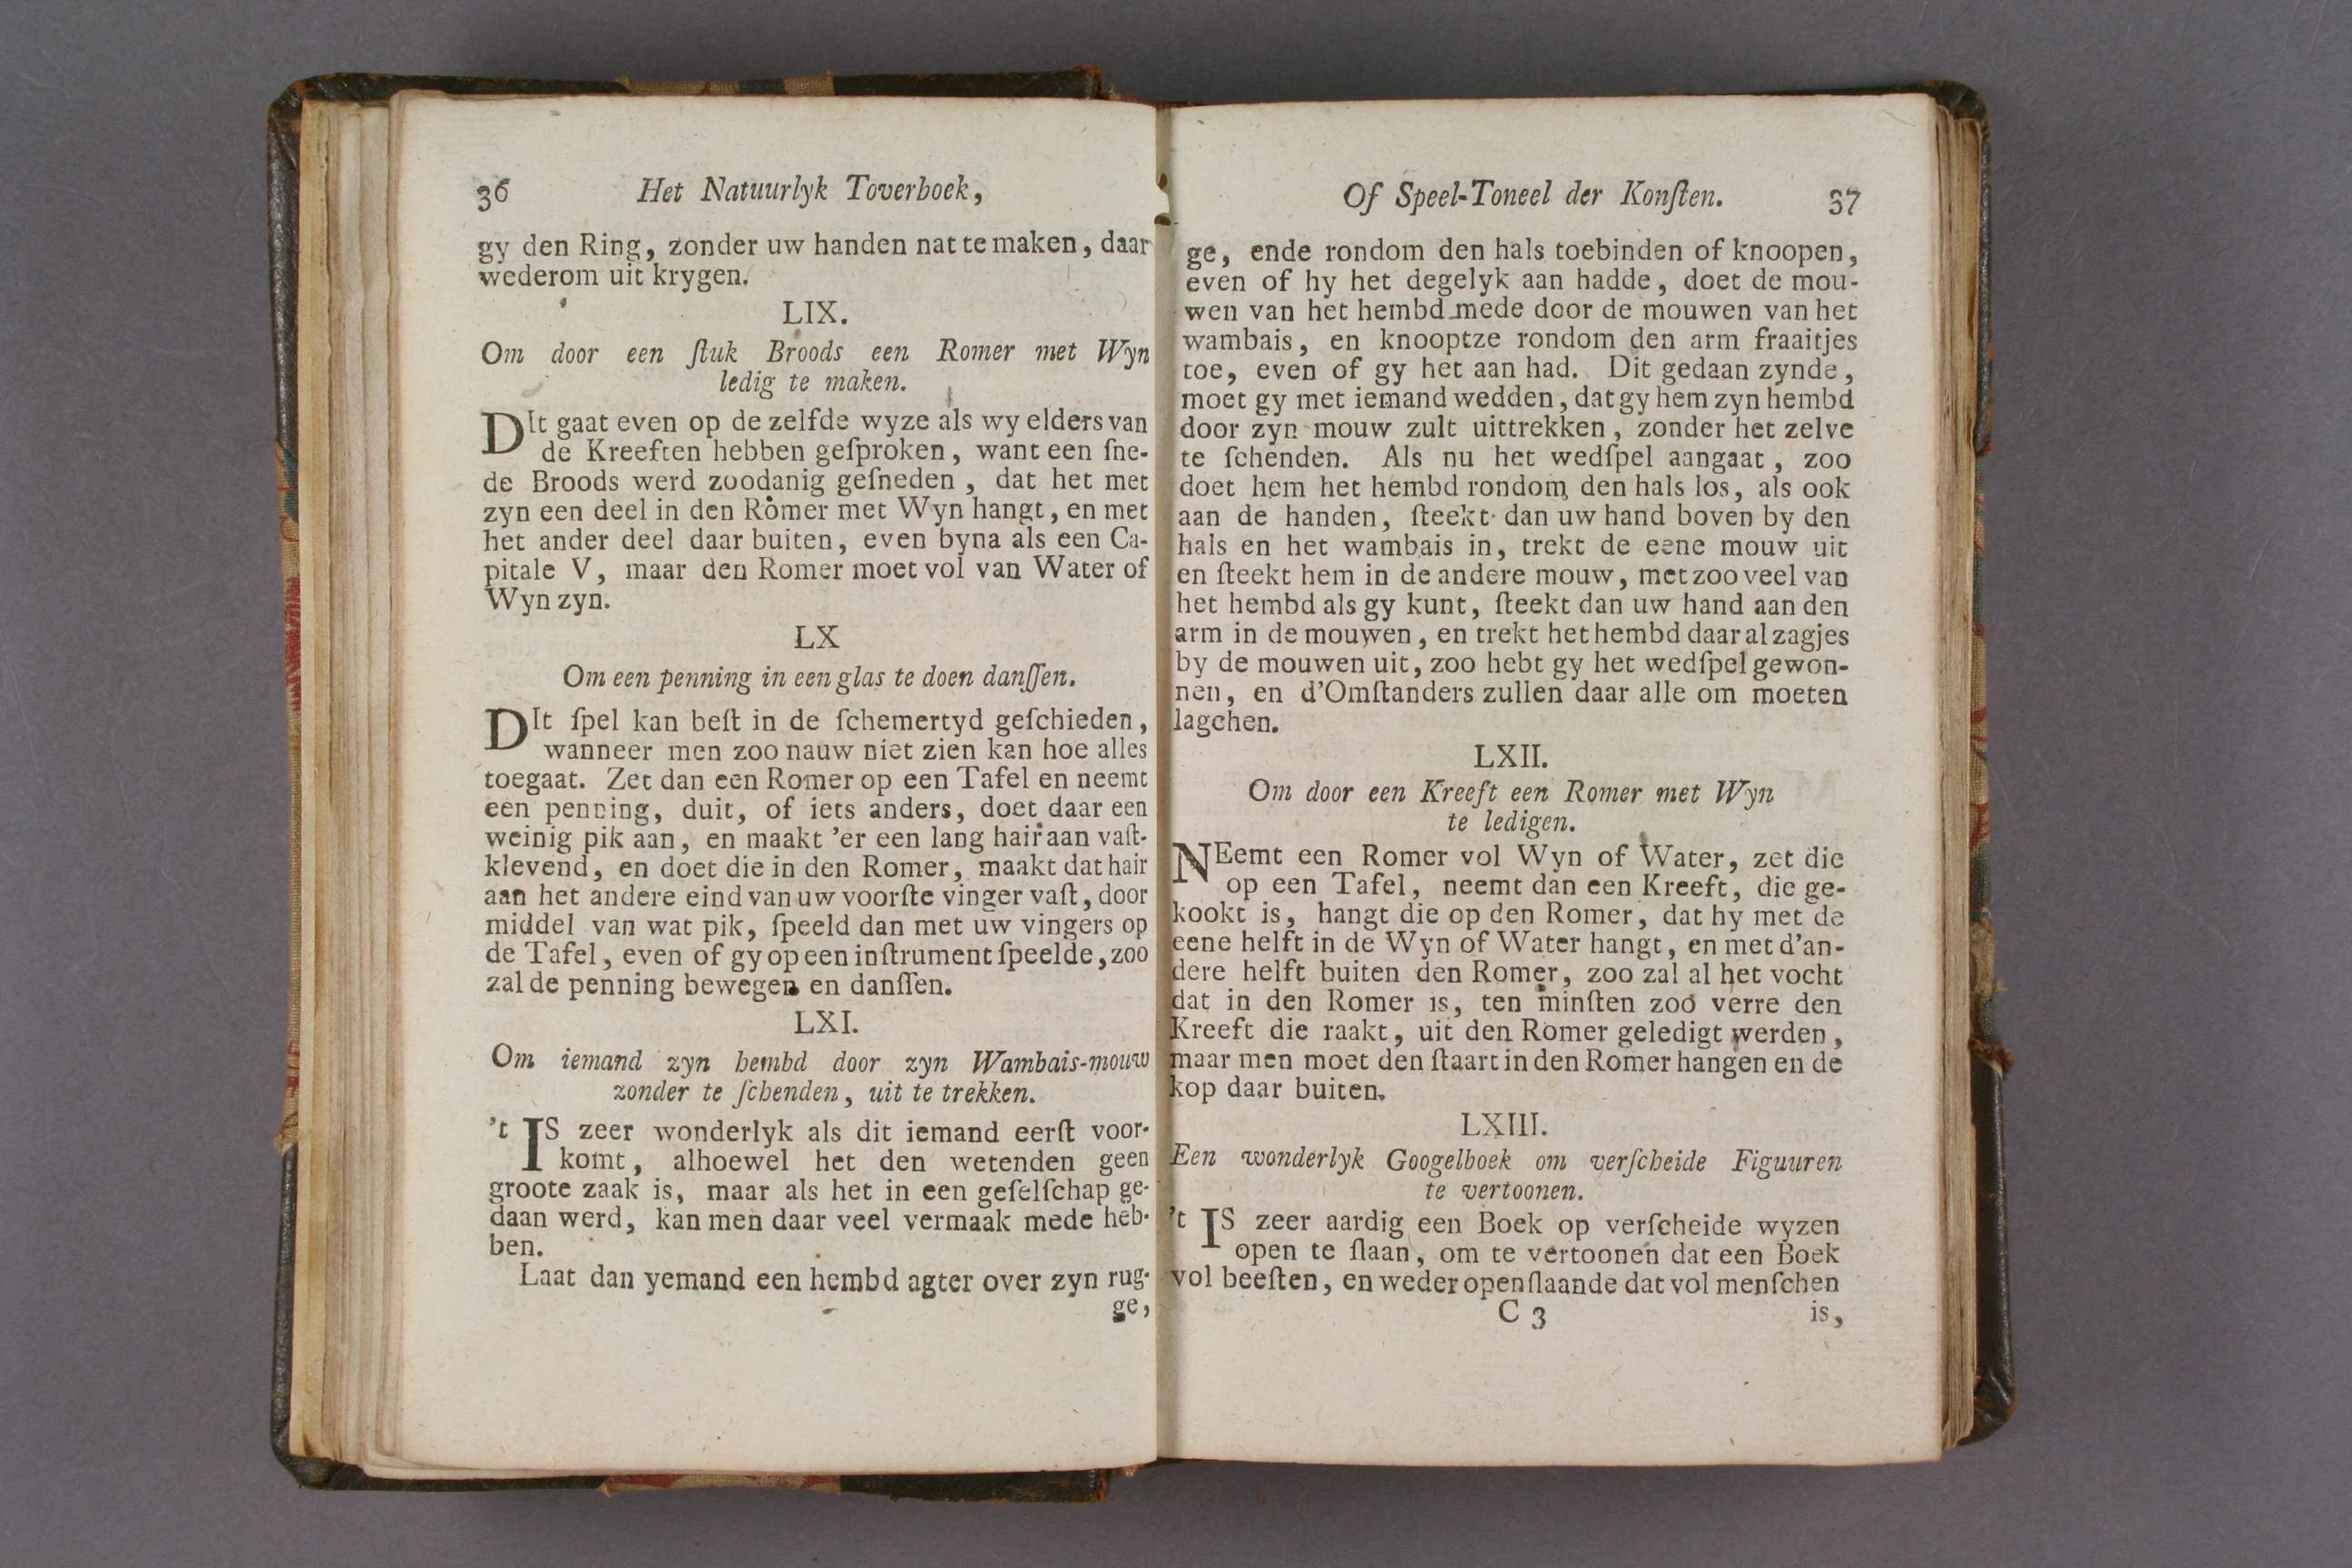 36 Het Natuurlyk Toverboek,
gy den Ring, zonder uw handen nat te maken, daar
wederom uit krygen.
LIX.
Om door een ſtuk Broods een Romer met Wyn
ledig te maken.
DIt gaat even op de zelfde wyze als wy elders van
de Kreeften hebben geſproken, want een ſne-
de Broods werd zoodanig geſneden, dat het met
zyn een deel in den Romer met Wyn hangt, en met
het ander deel daar buiten, even byna als een Ca-
pitale V, maar den Romer moet vol van Water of
Wyn zyn.
LX
Om een penning in een glas te doen danſſen.
DIt ſpel kan beſt in de ſchemertyd geſchieden,
wanneer men zoo nauw niet zien kan hoe alles
toegaat. Zet dan een Romer op een Tafel en neemt
een penning, duit, of iets anders, doet daar een
weinig pik aan, en maakt 'er een lang hair aan vaſt-
klevend, en doet die in den Romer, maakt dat hair
aan het andere eind van uw voorſte vinger vaſt, door
middel van wat pik, ſpeeld dan met uw vingers op
de Tafel, even of gy op een inſtrument ſpeelde, zoo
zal de penning bewegen en danſſen.
LXI.
Om iemand zyn hembd door zyn Wambais-mouw
zonder te ſchenden, uit te trekken.
't IS zeer wonderlyk als dit iemand eerſt voor-
komt, alhoewel het den wetenden geen
groote zaak is, maar als het in een geſelſchap ge-
daan werd, kan men daar veel vermaak mede heb-
ben.
Laat dan yemand een hembd agter over zyn rug-
ge,
Of Speel-Toneel der Konſten. 37
ge, ende rondom den hals toebinden of knoopen,
even of hy het degelyk aan hadde, doet de mou-
wen van het hembd mede door de mouwen van het
wambais, en knooptze rondom den arm fraaitjes
toe, even of gy het aan had. Dit gedaan zynde,
moet gy met iemand wedden, dat gy hem zyn hembd
door zyn mouw zult uittrekken, zonder het zelve
te ſchenden. Als nu het wedſpel aangaat, zoo
doet hem het hembd rondom den hals los, als ook
aan de handen, ſteekt dan uw hand boven by den
hals en het wambais in, trekt de eene mouw uit
en ſteekt hem in de andere mouw, met zoo veel van
het hembd als gy kunt, ſteekt dan uw hand aan den
arm in de mouwen, en trekt het hembd daar al zagjes
by de mouwen uit, zoo hebt gy het wedſpel gewon-
nen, en d'Omſtanders zullen daar alle om moeten
lagchen.
LXII.
Om door een Kreeft een Romer met Wyn
te ledigen.
NEemt een Romer vol Wyn of Water, zet die
op een Tafel, neemt dan een Kreeft, die ge-
kookt is, hangt die op den Romer, dat hy met de
eene helft in de Wyn of Water hangt, en met d'an-
dere helft buiten den Romer, zoo zal al het vocht
dat in den Romer is, ten minſten zoo verre den
Kreeft die raakt, uit den Romer geledigt werden,
maar men moet den ſtaart in den Romer hangen en de
kop daar buiten.
LXIII.
Een wonderlyk Googelboek om verſcheide Figuuren
te vertoonen.
't IS zeer aardig een Boek op verſcheide wyzen
open te ſlaan, om te vertoonen dat een Boek
vol beeſten, en weder openſlaande dat vol menſchen
C 3 is,